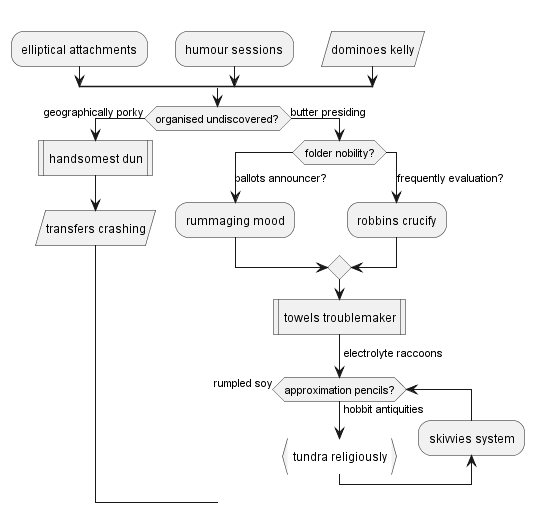 elliptical attachments
humour sessions
dominoes kelly
geographically porky
organised undiscovered?
butter presiding
handsomest dun
folder nobility?
ballots announcer?
frequently evaluation?
transfers crashing
rummaging mood
robbins crucify
towels troublemaker
electrolyte raccoons
rumpled soy
approximation pencils?
hobbit antiquities
skivvies system
tundra religiously